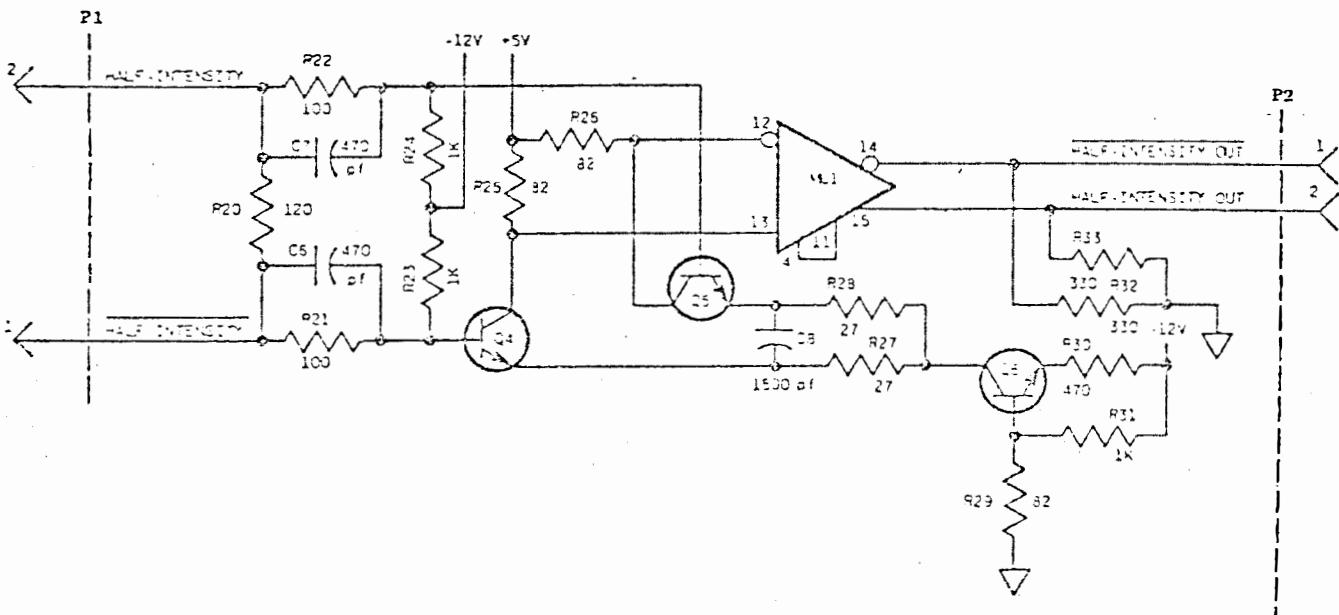 P1
-12V +5V
2
HALF-INTENSITY
R22
100
P2
R26
82
12
14
HALF-INTENSITY OUT
1
C7
470
pf
R24
1K
R25
82
ML1
HALF-INTENSITY OUT
2
R20
120
13
11
4
15
R33
330
C6
470
pf
R23
1K
Q5
R28
27
R32
330
-12V
1
HALF-INTENSITY
R21
100
Q4
C8
1500 pf
R27
27
Q6
R30
470
R31
1K
R29
82